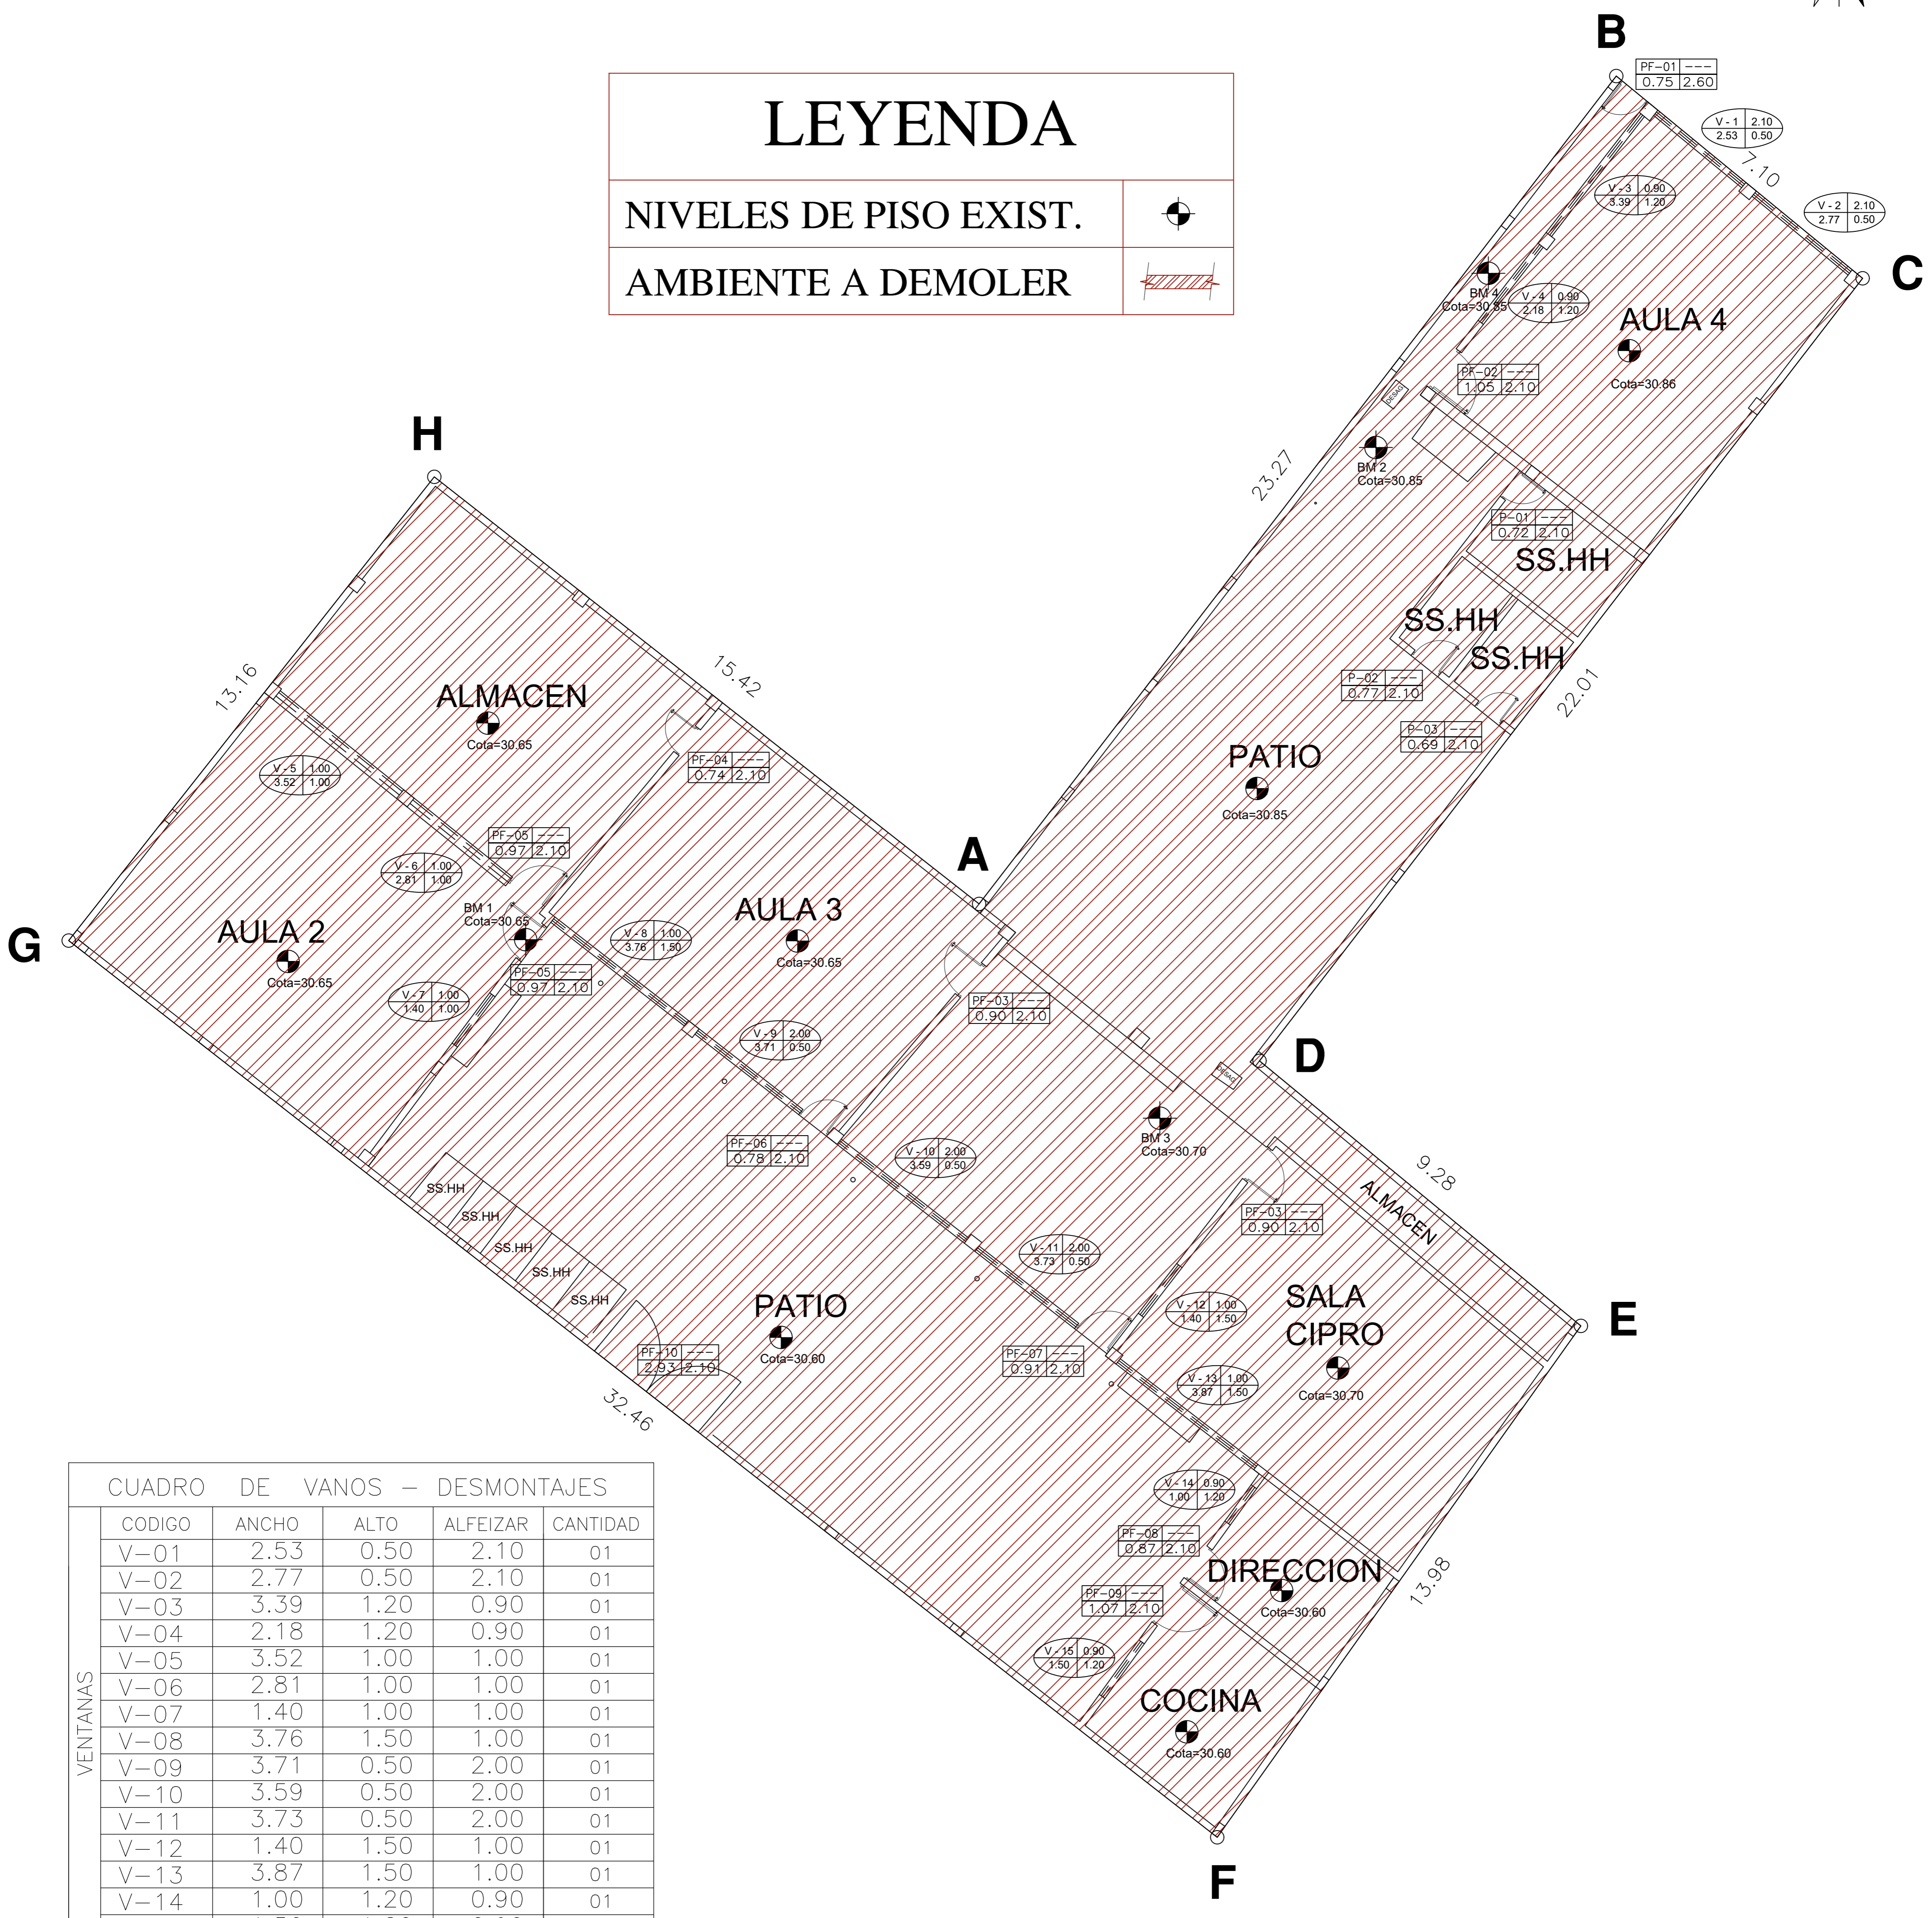 B
PF-01 ---
0.75 2.60
V - 1 2.10
2.53 0.50
7.10
V - 2 2.10
2.77 0.50
C
LEYENDA
NIVELES DE PISO EXIST.
AMBIENTE A DEMOLER
V - 3 0.90
3.39 1.20
BM 4
Cota=30.85
V - 4 0.90
2.18 1.20
AULA 4
Cota=30.86
PF-02 ---
1.05 2.10
DESAG
BM 2
Cota=30.85
23.27
P-01 ---
0.72 2.10
SS.HH
SS.HH
SS.HH
P-02 ---
0.77 2.10
P-03 ---
0.69 2.10
22.01
PATIO
Cota=30.85
H
13.16
15.42
ALMACEN
Cota=30.65
PF-04 ---
0.74 2.10
V - 5 1.00
3.52 1.00
PF-05 ---
0.97 2.10
V - 6 1.00
2.81 1.00
A
G
AULA 2
Cota=30.65
BM 1
Cota=30.65
V - 8 1.00
3.76 1.50
AULA 3
Cota=30.65
PF-05 ---
0.97 2.10
V - 7 1.00
1.40 1.00
PF-03 ---
0.90 2.10
V - 9 2.00
3.71 0.50
D
DESAG
BM 3
Cota=30.70
PF-06 ---
0.78 2.10
V - 10 2.00
3.59 0.50
9.28
ALMACEN
PF-03 ---
0.90 2.10
SS.HH
SS.HH
SS.HH
SS.HH
SS.HH
V - 11 2.00
3.73 0.50
V - 12 1.00
1.40 1.50
SALA
CIPRO
Cota=30.70
E
PATIO
Cota=30.60
PF-10 ---
2.93 2.10
PF-07 ---
0.91 2.10
V - 13 1.00
3.87 1.50
32.46
V - 14 0.90
1.00 1.20
PF-08 ---
0.87 2.10
DIRECCION
Cota=30.60
13.98
PF-09 ---
1.07 2.10
V - 15 0.90
1.50 1.20
COCINA
Cota=30.60
F
CUADRO DE VANOS - DESMONTAJES
VENTANAS
CODIGO ANCHO ALTO ALFEIZAR CANTIDAD
V-01 2.53 0.50 2.10 01
V-02 2.77 0.50 2.10 01
V-03 3.39 1.20 0.90 01
V-04 2.18 1.20 0.90 01
V-05 3.52 1.00 1.00 01
V-06 2.81 1.00 1.00 01
V-07 1.40 1.00 1.00 01
V-08 3.76 1.50 1.00 01
V-09 3.71 0.50 2.00 01
V-10 3.59 0.50 2.00 01
V-11 3.73 0.50 2.00 01
V-12 1.40 1.50 1.00 01
V-13 3.87 1.50 1.00 01
V-14 1.00 1.20 0.90 01